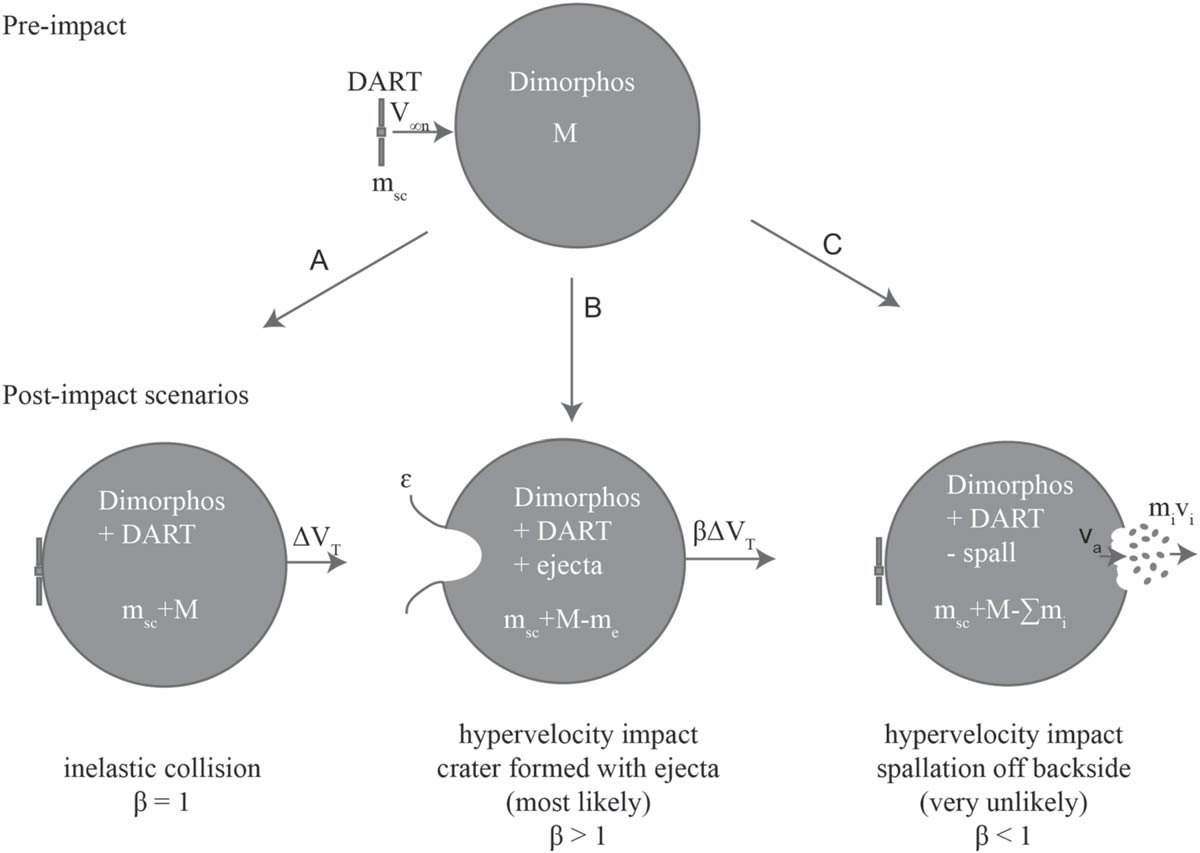 Pre-impact
DART
V∞n
msc
Dimorphos
M
A
B
C
Post-impact scenarios
Dimorphos
+ DART
msc+M
ΔVT
ε
Dimorphos
+ DART
+ ejecta
msc+M-me
βΔVT
Dimorphos
+ DART
- spall
msc+M-∑mi
va
mivi
inelastic collision
β = 1
hypervelocity impact
crater formed with ejecta
(most likely)
β > 1
hypervelocity impact
spallation off backside
(very unlikely)
β < 1